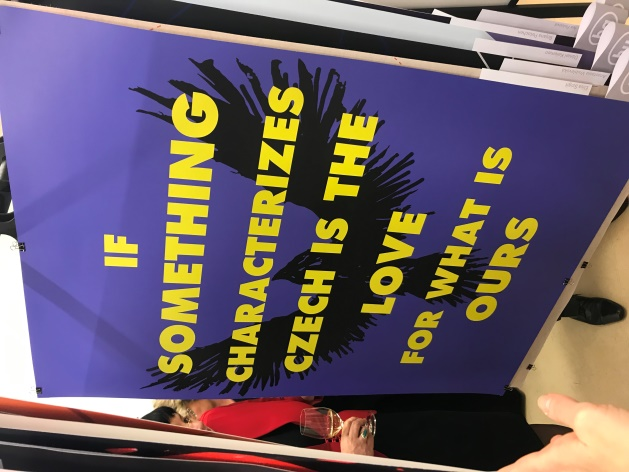 IF
SOMETHING
CHARACTERIZES
CZECH IS THE
LOVE
FOR WHAT IS
OURS